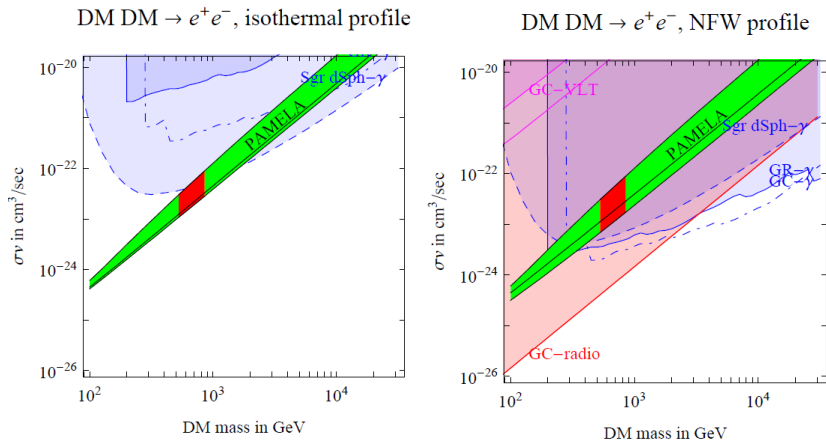 DM DM → e⁺e⁻, isothermal profile
10⁻²⁰
10⁻²²
10⁻²⁴
10⁻²⁶
σv in cm³/sec
Sgr dSph−γ
PAMELA
10²
10³
10⁴
DM mass in GeV
DM DM → e⁺e⁻, NFW profile
10⁻²⁰
10⁻²²
10⁻²⁴
10⁻²⁶
σv in cm³/sec
GC−VLT
PAMELA
Sgr dSph−γ
GR−γ
GC−γ
GC−radio
10²
10³
10⁴
DM mass in GeV